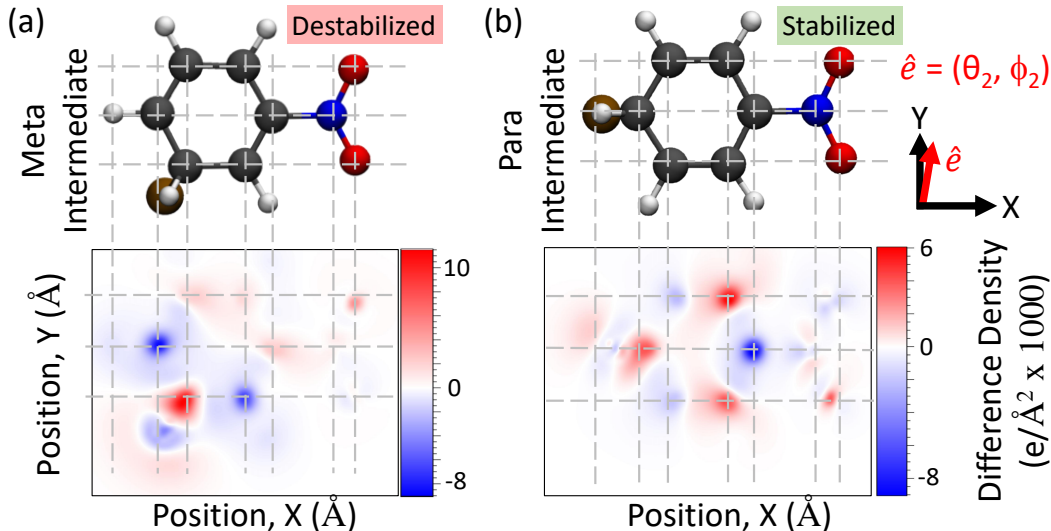 (a)
Destabilized
Meta
Intermediate
(b)
Stabilized
Para
Intermediate
ê = (θ₂, ϕ₂)
Y
ê
X
Position, Y (Å)
10
0
-8
Position, X (Å)
6
0
-8
Difference Density
(e/Å² x 1000)
Position, X (Å)